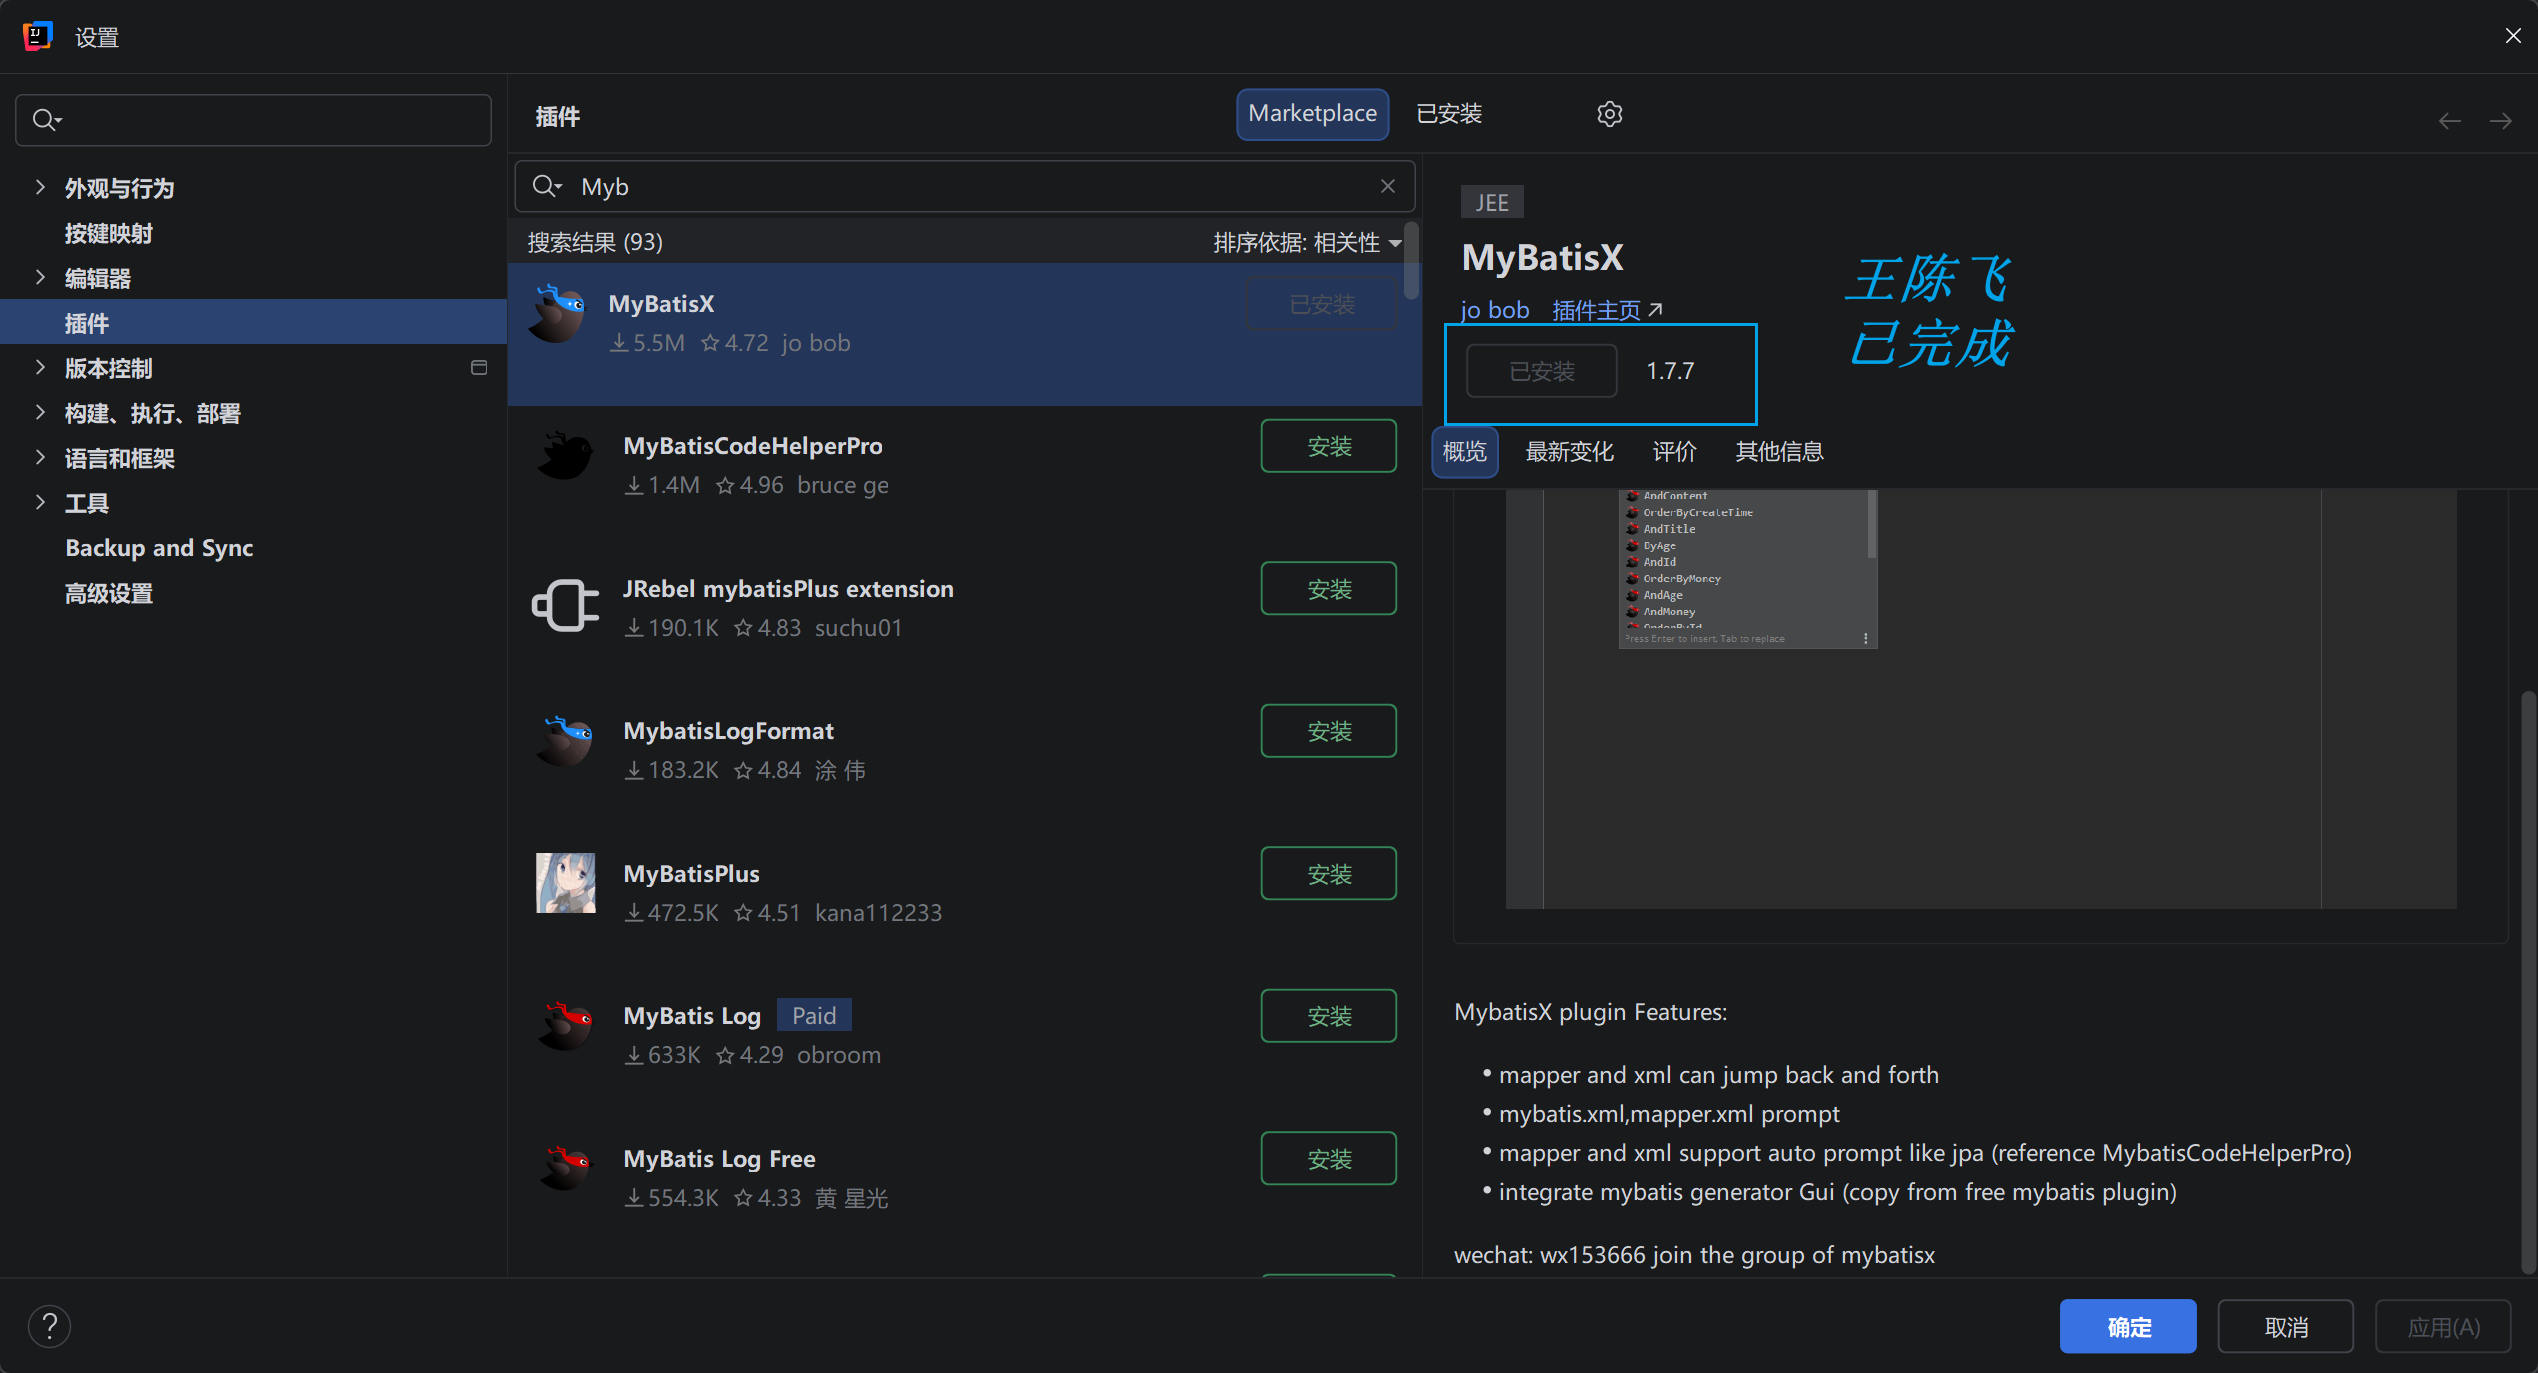 设置
插件
Marketplace
已安装
外观与行为
按键映射
编辑器
插件
版本控制
构建、执行、部署
语言和框架
工具
Backup and Sync
高级设置
Myb
搜索结果 (93)
排序依据: 相关性
MyBatisX
已安装
5.5M 4.72 jo bob
MyBatisCodeHelperPro
安装
1.4M 4.96 bruce ge
JRebel mybatisPlus extension
安装
190.1K 4.83 suchu01
MybatisLogFormat
安装
183.2K 4.84 涂 伟
MyBatisPlus
安装
472.5K 4.51 kana112233
MyBatis Log Paid
安装
633K 4.29 obroom
MyBatis Log Free
安装
554.3K 4.33 黄 星光
JEE
MyBatisX
jo bob 插件主页
王陈飞
已完成
已安装 1.7.7
概览 最新变化 评价 其他信息
AndContent
OrderByCreateTime
AndTitle
ByAge
AndId
OrderByMoney
AndAge
AndMoney
OrderById
Press Enter to insert, Tab to replace
MybatisX plugin Features:
• mapper and xml can jump back and forth
• mybatis.xml,mapper.xml prompt
• mapper and xml support auto prompt like jpa (reference MybatisCodeHelperPro)
• integrate mybatis generator Gui (copy from free mybatis plugin)
wechat: wx153666 join the group of mybatisx
?
确定
取消
应用(A)